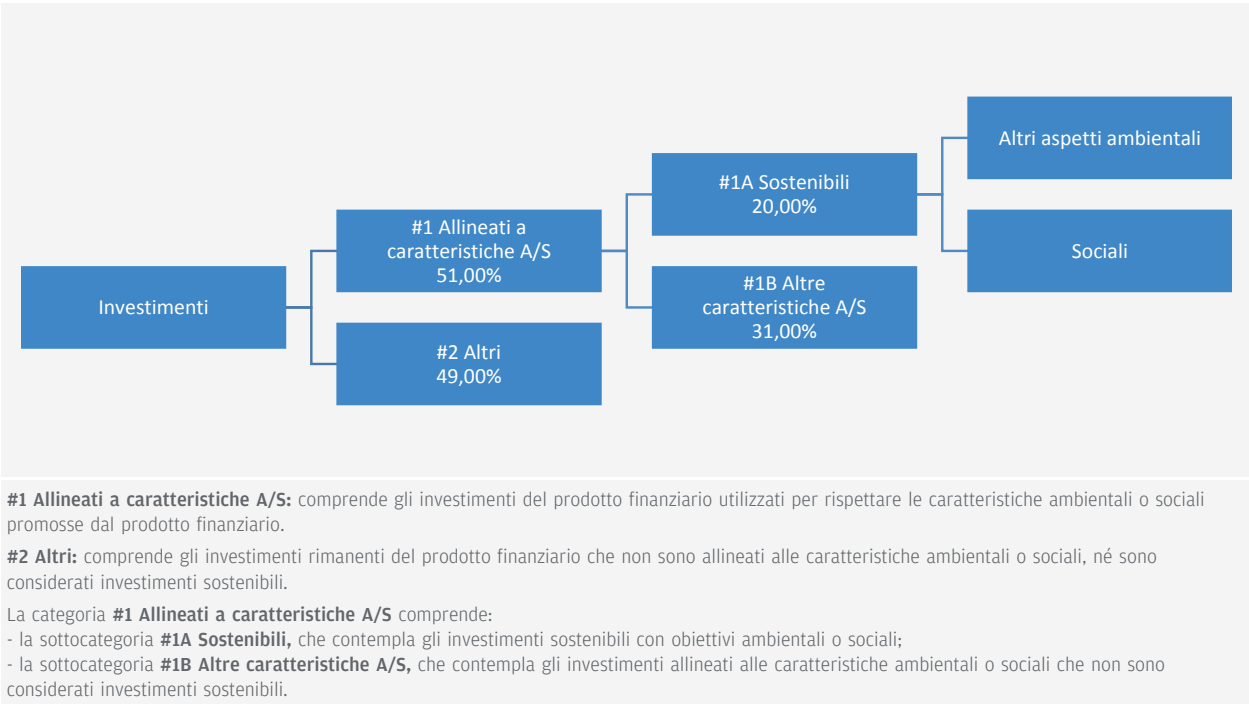 Investimenti
#1 Allineati a
caratteristiche A/S
51,00%
#2 Altri
49,00%
#1A Sostenibili
20,00%
#1B Altre
caratteristiche A/S
31,00%
Altri aspetti ambientali
Sociali
#1 Allineati a caratteristiche A/S: comprende gli investimenti del prodotto finanziario utilizzati per rispettare le caratteristiche ambientali o sociali
promosse dal prodotto finanziario.
#2 Altri: comprende gli investimenti rimanenti del prodotto finanziario che non sono allineati alle caratteristiche ambientali o sociali, né sono
considerati investimenti sostenibili.
La categoria #1 Allineati a caratteristiche A/S comprende:
- la sottocategoria #1A Sostenibili, che contempla gli investimenti sostenibili con obiettivi ambientali o sociali;
- la sottocategoria #1B Altre caratteristiche A/S, che contempla gli investimenti allineati alle caratteristiche ambientali o sociali che non sono
considerati investimenti sostenibili.